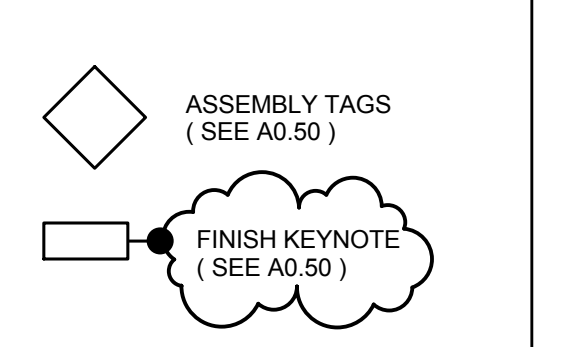 ASSEMBLY TAGS
( SEE A0.50 )
FINISH KEYNOTE
( SEE A0.50 )